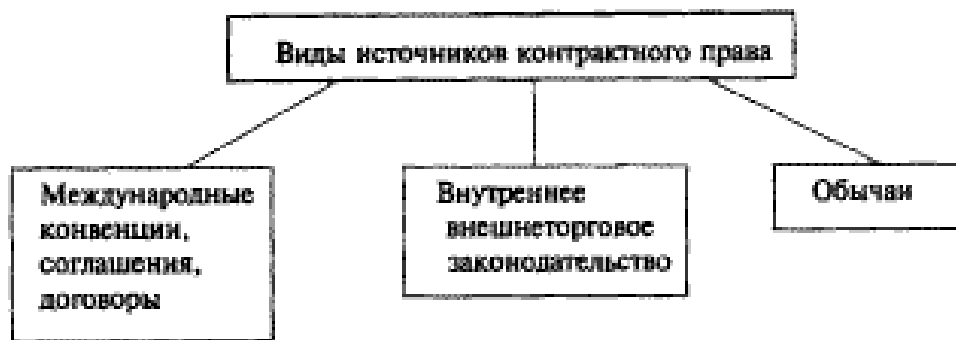 Виды источников контрактного права
Международные
конвенции,
соглашения,
договоры
Внутреннее
внешнеторговое
законодательство
Обычаи